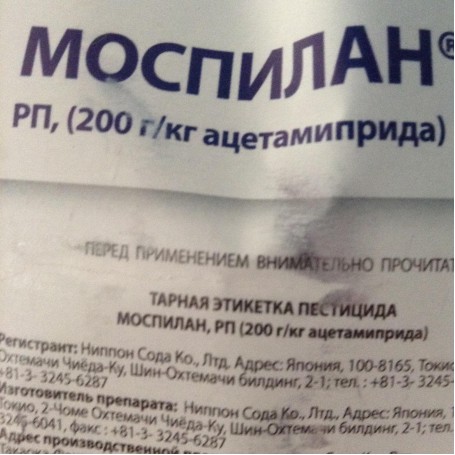 МОСПИЛАН®
РП, (200 г/кг ацетамиприда)
ПЕРЕД ПРИМЕНЕНИЕМ ВНИМАТЕЛЬНО ПРОЧИТАТ
ТАРНАЯ ЭТИКЕТКА ПЕСТИЦИДА
МОСПИЛАН, РП (200 г/кг ацетамиприда)
Регистрант: Ниппон Сода Ко., Лтд. Адрес: Япония, 100-8165, Токио
Охтемачи Чиёда-Ку, Шин-Охтемачи билдинг, 2-1; тел. : +81-3- 3245-
+81-3- 3245-6287
Изготовитель препарата: Ниппон Сода Ко., Лтд., Адрес: Япония, 1
Токио, 2-Чоме Охтемачи Чиёда-Ку, Шин-Охтемачи билдинг, 2-1; тел.
3245-6041, факс : +81-3- 3245-6287
Адрес производственной